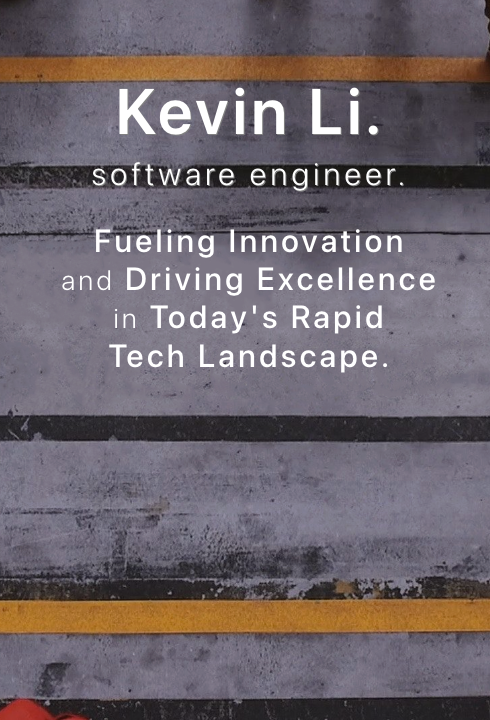 Kevin Li.
software engineer.
Fueling Innovation
and Driving Excellence
in Today's Rapid
Tech Landscape.